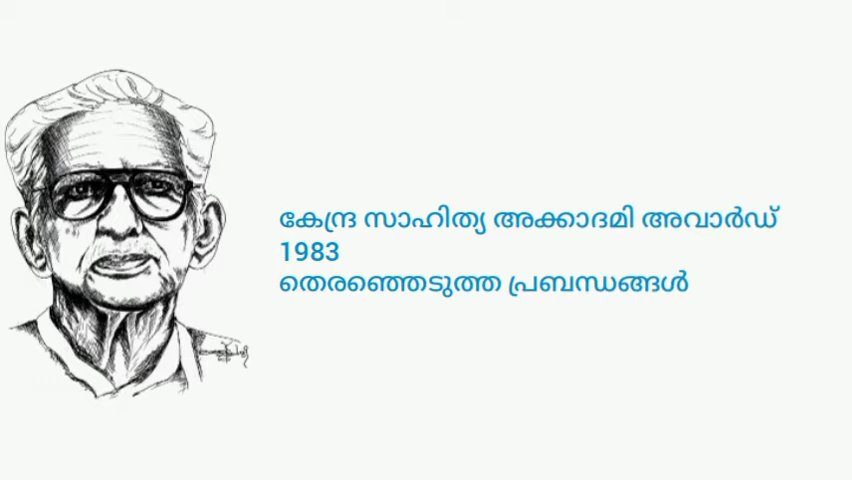 കേന്ദ്ര സാഹിത്യ അക്കാദമി അവാർഡ്
1983
തെരഞ്ഞെടുത്ത പ്രബന്ധങ്ങൾ